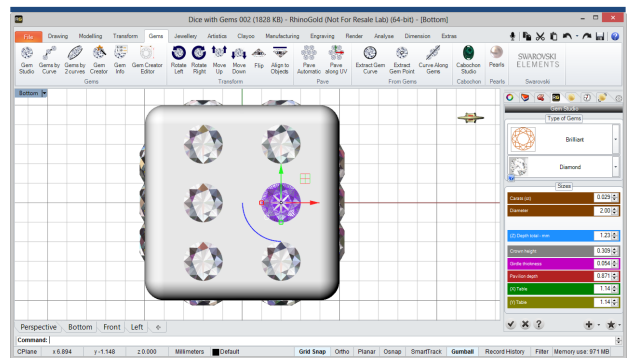 Dice with Gems 002 (1828 KB) - RhinoGold (Not For Resale Lab) (64-bit) - [Bottom]
File Drawing Modelling Transform Gems Jewellery Artistics Clayoo Manufacturing Engraving Render Analyse Dimension Extras
Gem Studio
Gems by Curve
Gems by 2 curves
Gem Creator
Gem Info
Gem Creator Editor
Rotate Left
Rotate Right
Move Up
Move Down
Flip
Align to Objects
Pave Automatic
Pave along UV
Extract Gem Curve
Extract Gem Point
Curve Along Gems
Cabochon Studio
Pearls
SWAROVSKI
ELEMENTS
Gems Transform Pave From Gems Cabochon Pearls Swarovski
Bottom
Gem Studio
Type of Gems
Brilliant
Diamond
Sizes
Carats (ct) 0.029
Diameter 2.00
(Z) Depth total - mm 1.23
Crown height 0.309
Girdle thickness 0.054
Pavilion depth 0.871
(X) Table 1.14
(Y) Table 1.14
Perspective Bottom Front Left
Command:
CPlane x 6.894 y -1.148 z 0.000 Millimeters Default Grid Snap Ortho Planar Osnap SmartTrack Gumball Record History Filter Memory use: 971 MB